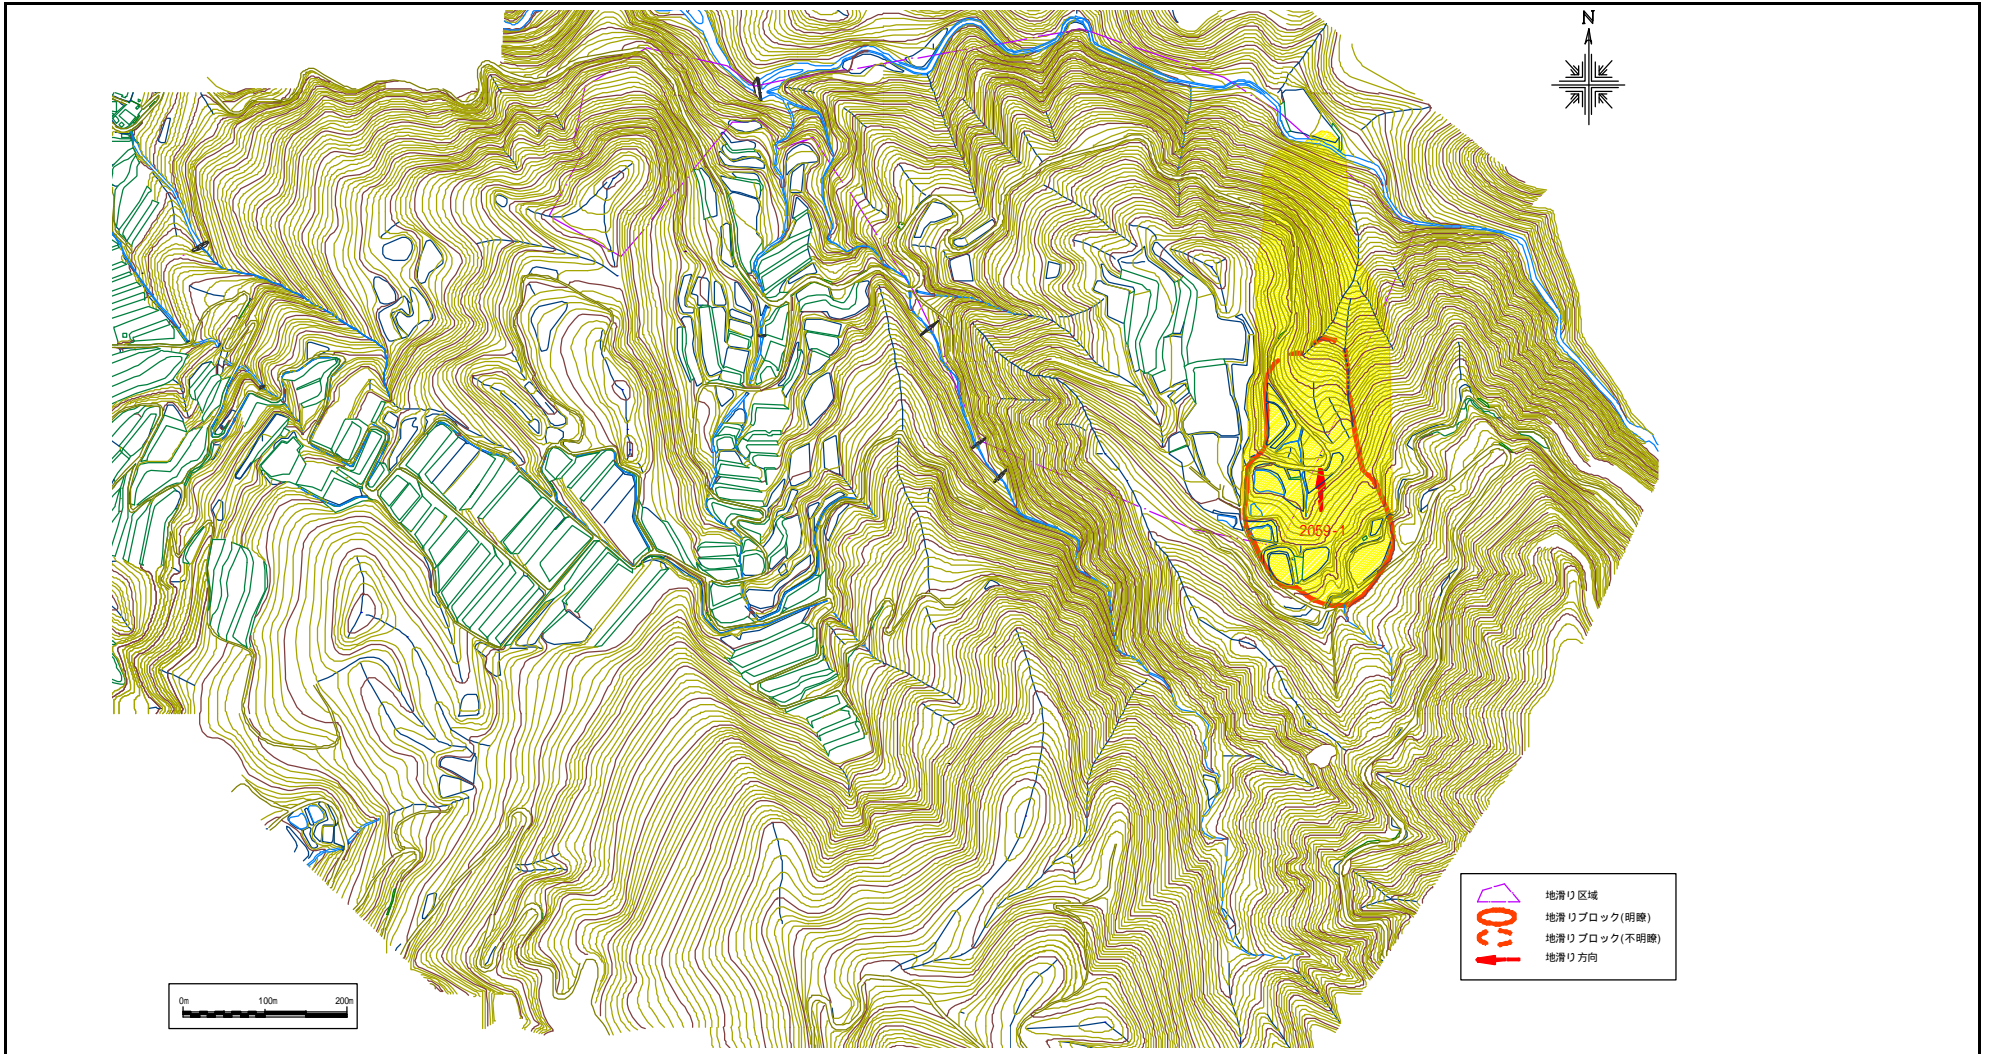 N
2059-1
地滑り区域
地滑りブロック(明瞭)
地滑りブロック(不明瞭)
地滑り方向
0m 100m 200m